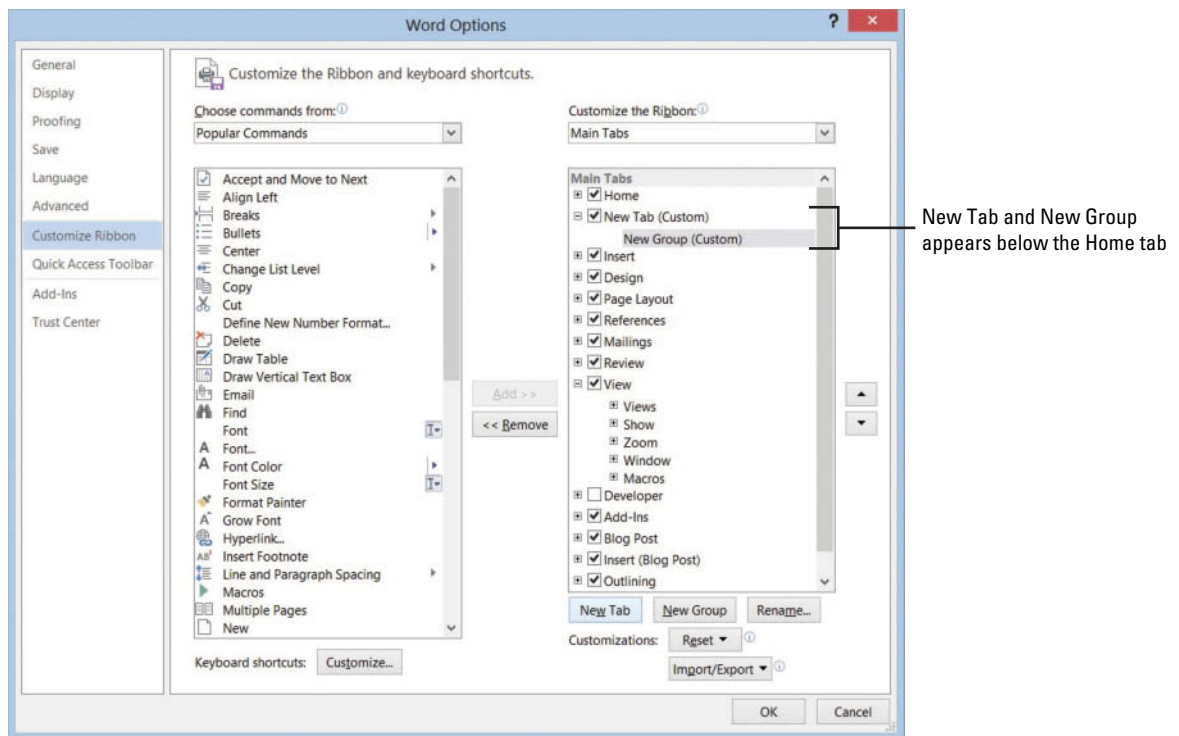 Word Options
?
×
General
Display
Proofing
Save
Language
Advanced
Customize Ribbon
Quick Access Toolbar
Add-Ins
Trust Center
Customize the Ribbon and keyboard shortcuts.
Choose commands from:
Popular Commands
Accept and Move to Next
Align Left
Breaks
Bullets
Center
Change List Level
Copy
Cut
Define New Number Format...
Delete
Draw Table
Draw Vertical Text Box
Email
Find
Font
Font...
Font Color
Font Size
Format Painter
Grow Font
Hyperlink...
Insert Footnote
Line and Paragraph Spacing
Macros
Multiple Pages
New
Keyboard shortcuts: Customize...
Add >>
<< Remove
Customize the Ribbon:
Main Tabs
Main Tabs
Home
New Tab (Custom)
New Group (Custom)
Insert
Design
Page Layout
References
Mailings
Review
View
Views
Show
Zoom
Window
Macros
Developer
Add-Ins
Blog Post
Insert (Blog Post)
Outlining
New Tab New Group Rename...
Customizations: Reset
Import/Export
OK Cancel
New Tab and New Group
appears below the Home tab